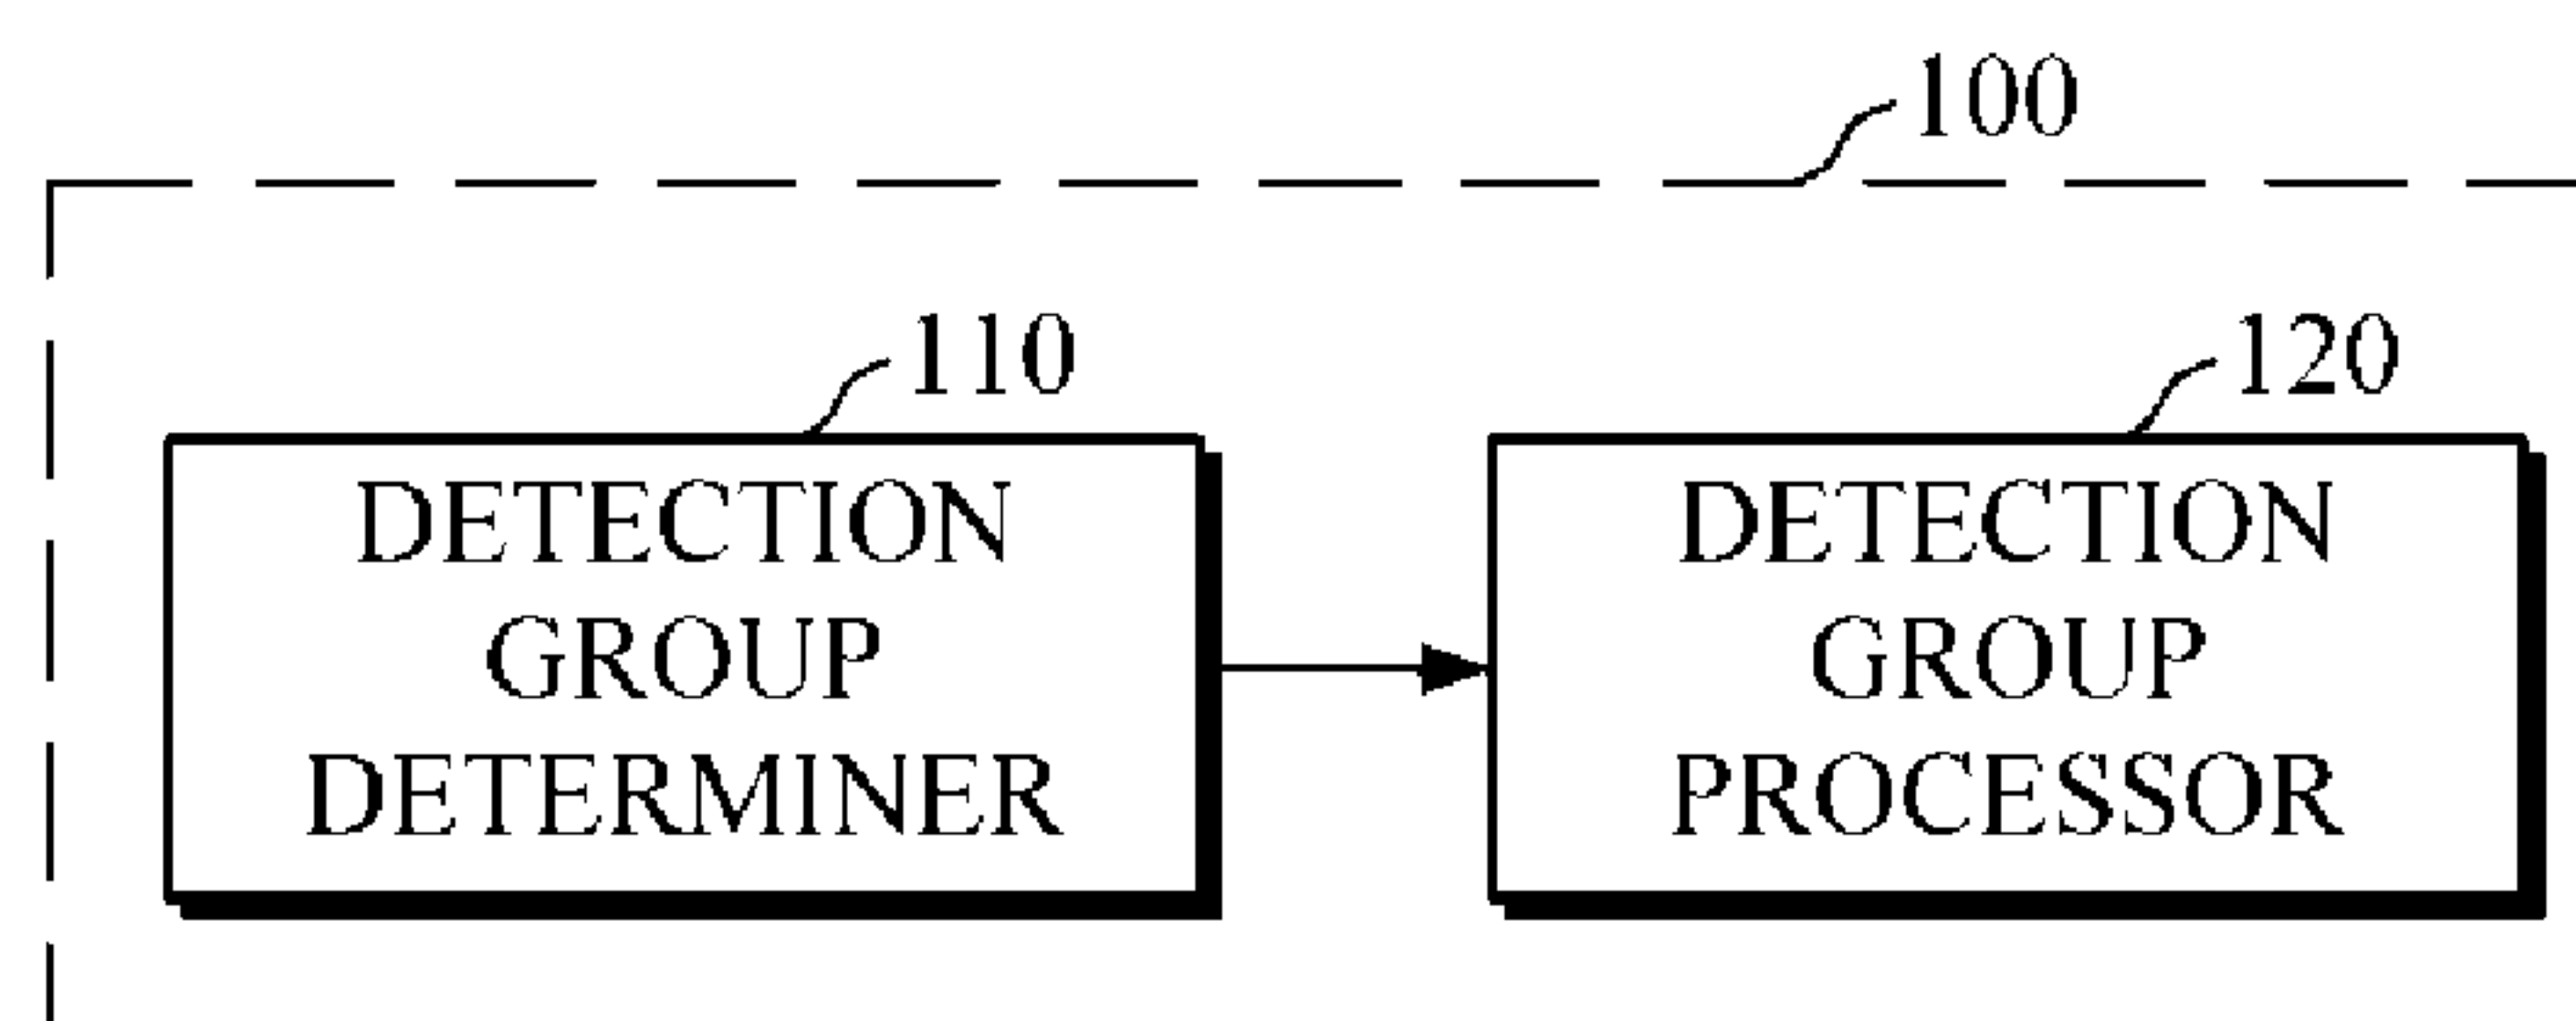 100
110
DETECTION
GROUP
DETERMINER
120
DETECTION
GROUP
PROCESSOR